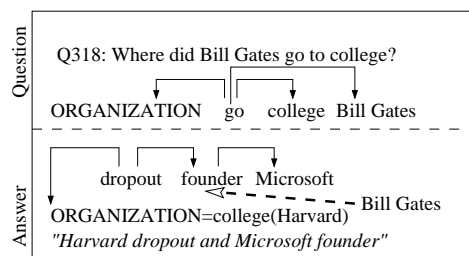 Question
Q318: Where did Bill Gates go to college?
ORGANIZATION go college Bill Gates
Answer
dropout founder Microsoft
Bill Gates
ORGANIZATION=college(Harvard)
"Harvard dropout and Microsoft founder"